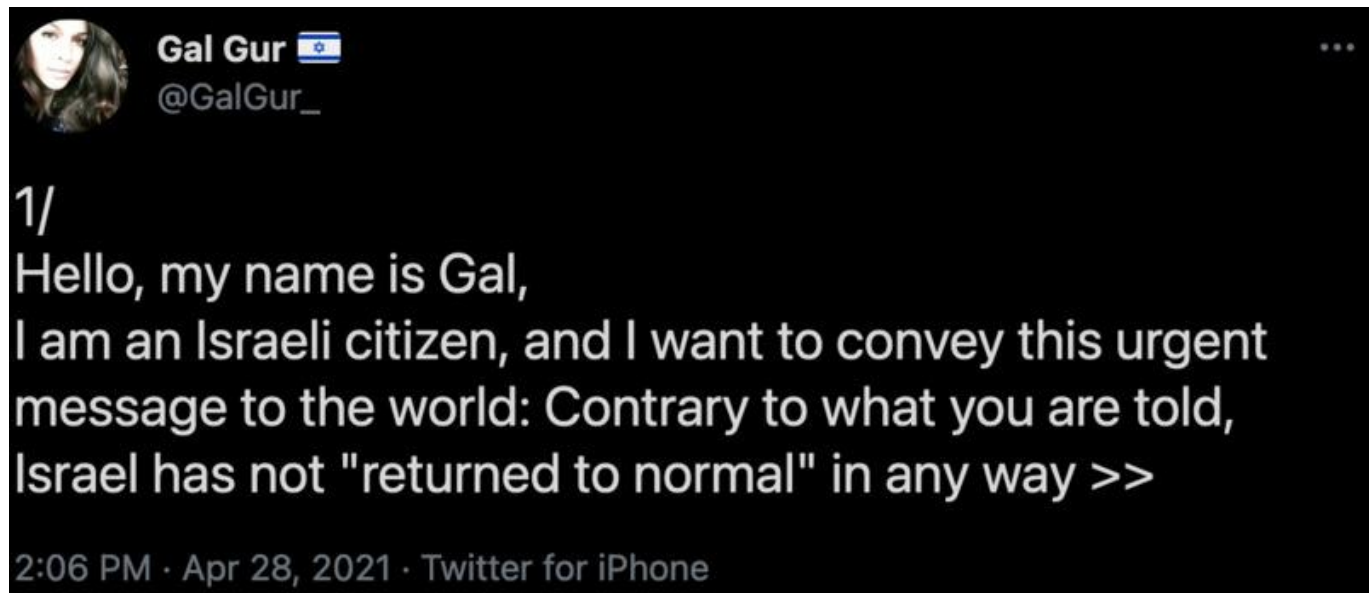 Gal Gur 🇮🇱
@GalGur_
1/
Hello, my name is Gal,
I am an Israeli citizen, and I want to convey this urgent
message to the world: Contrary to what you are told,
Israel has not "returned to normal" in any way >>
2:06 PM · Apr 28, 2021 · Twitter for iPhone